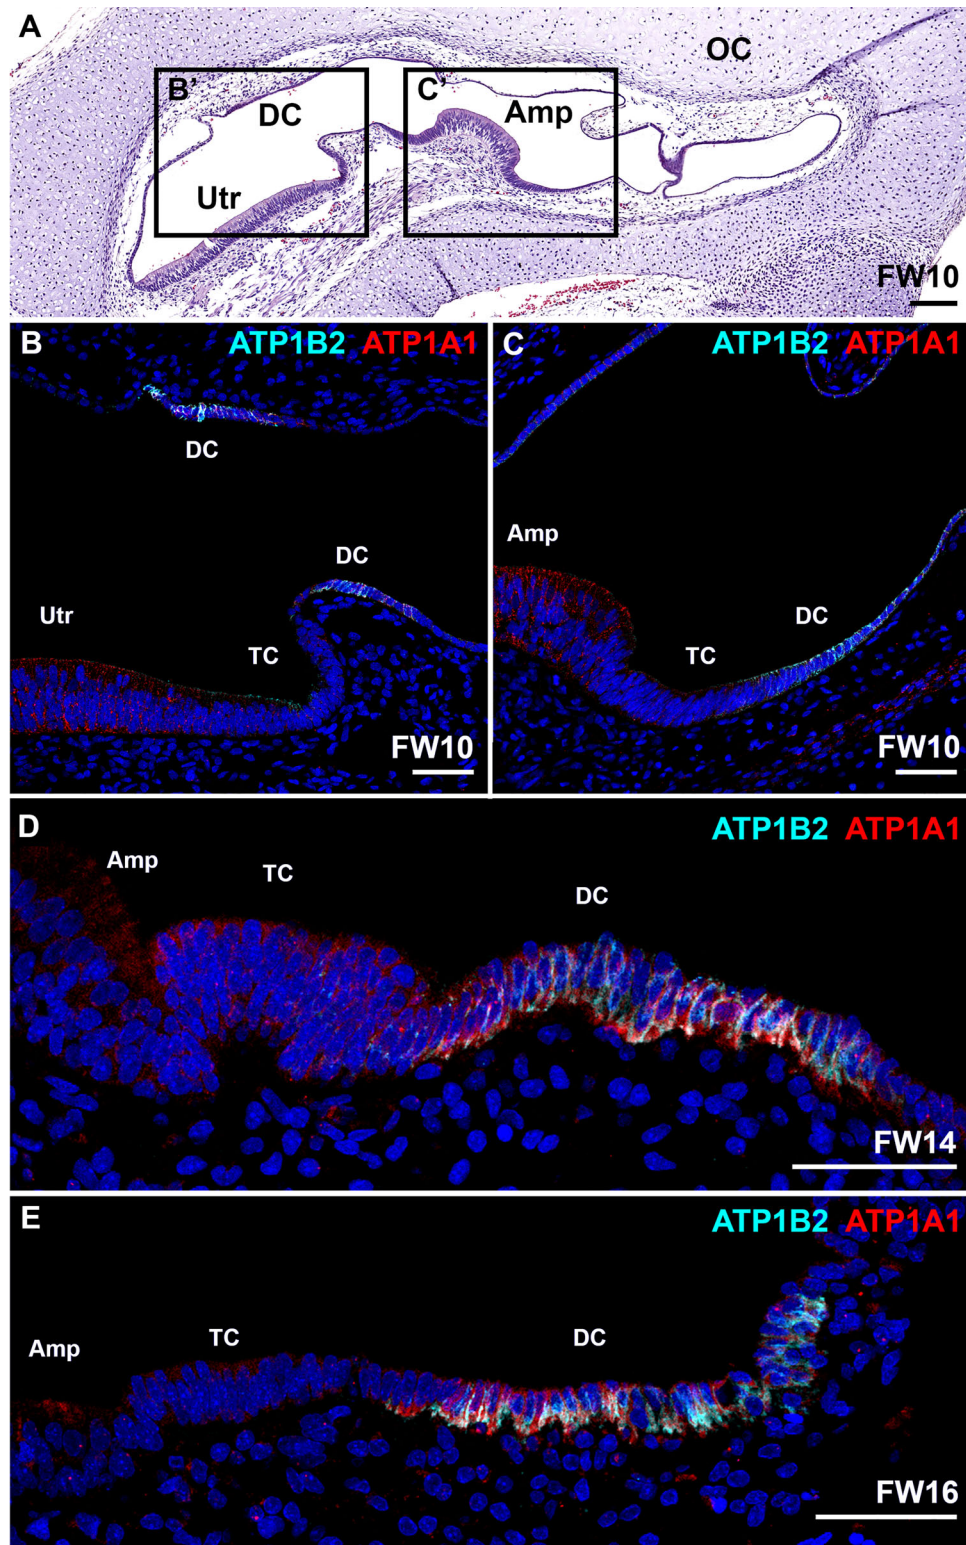 A
OC
B'
C'
DC
Amp
Utr
FW10
B
ATP1B2 ATP1A1
DC
DC
Utr
TC
FW10
C
ATP1B2 ATP1A1
Amp
DC
TC
FW10
D
ATP1B2 ATP1A1
Amp
TC
DC
FW14
E
ATP1B2 ATP1A1
TC
DC
Amp
FW16